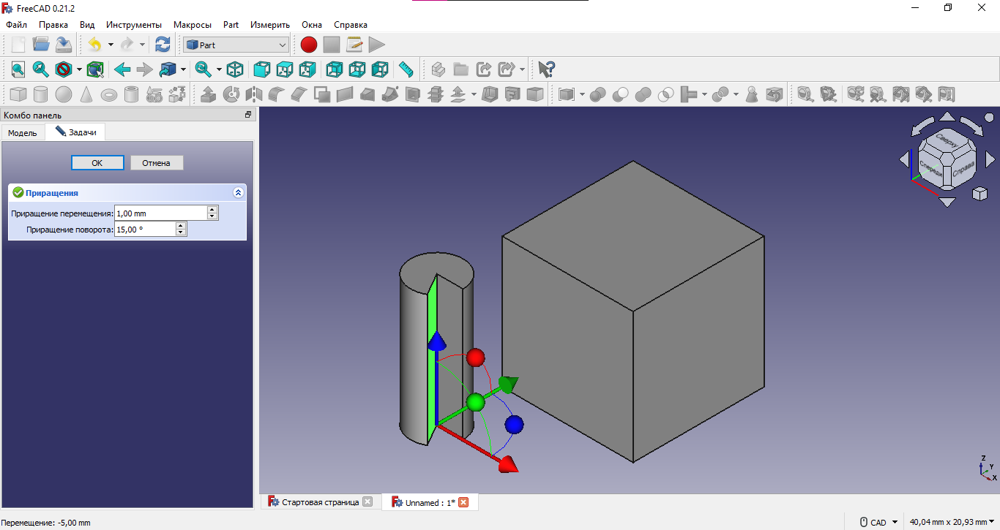 FreeCAD 0.21.2
Файл Правка Вид Инструменты Макросы Part Измерить Окна Справка
Part
Комбо панель
Модель Задачи
OK Отмена
Приращения
Приращение перемещения: 1,00 mm
Приращение поворота: 15,00 °
Сверху
Спереди Справа
Z
Y
X
Стартовая страница Unnamed : 1*
Перемещение: -5,00 mm CAD 40,04 mm x 20,93 mm